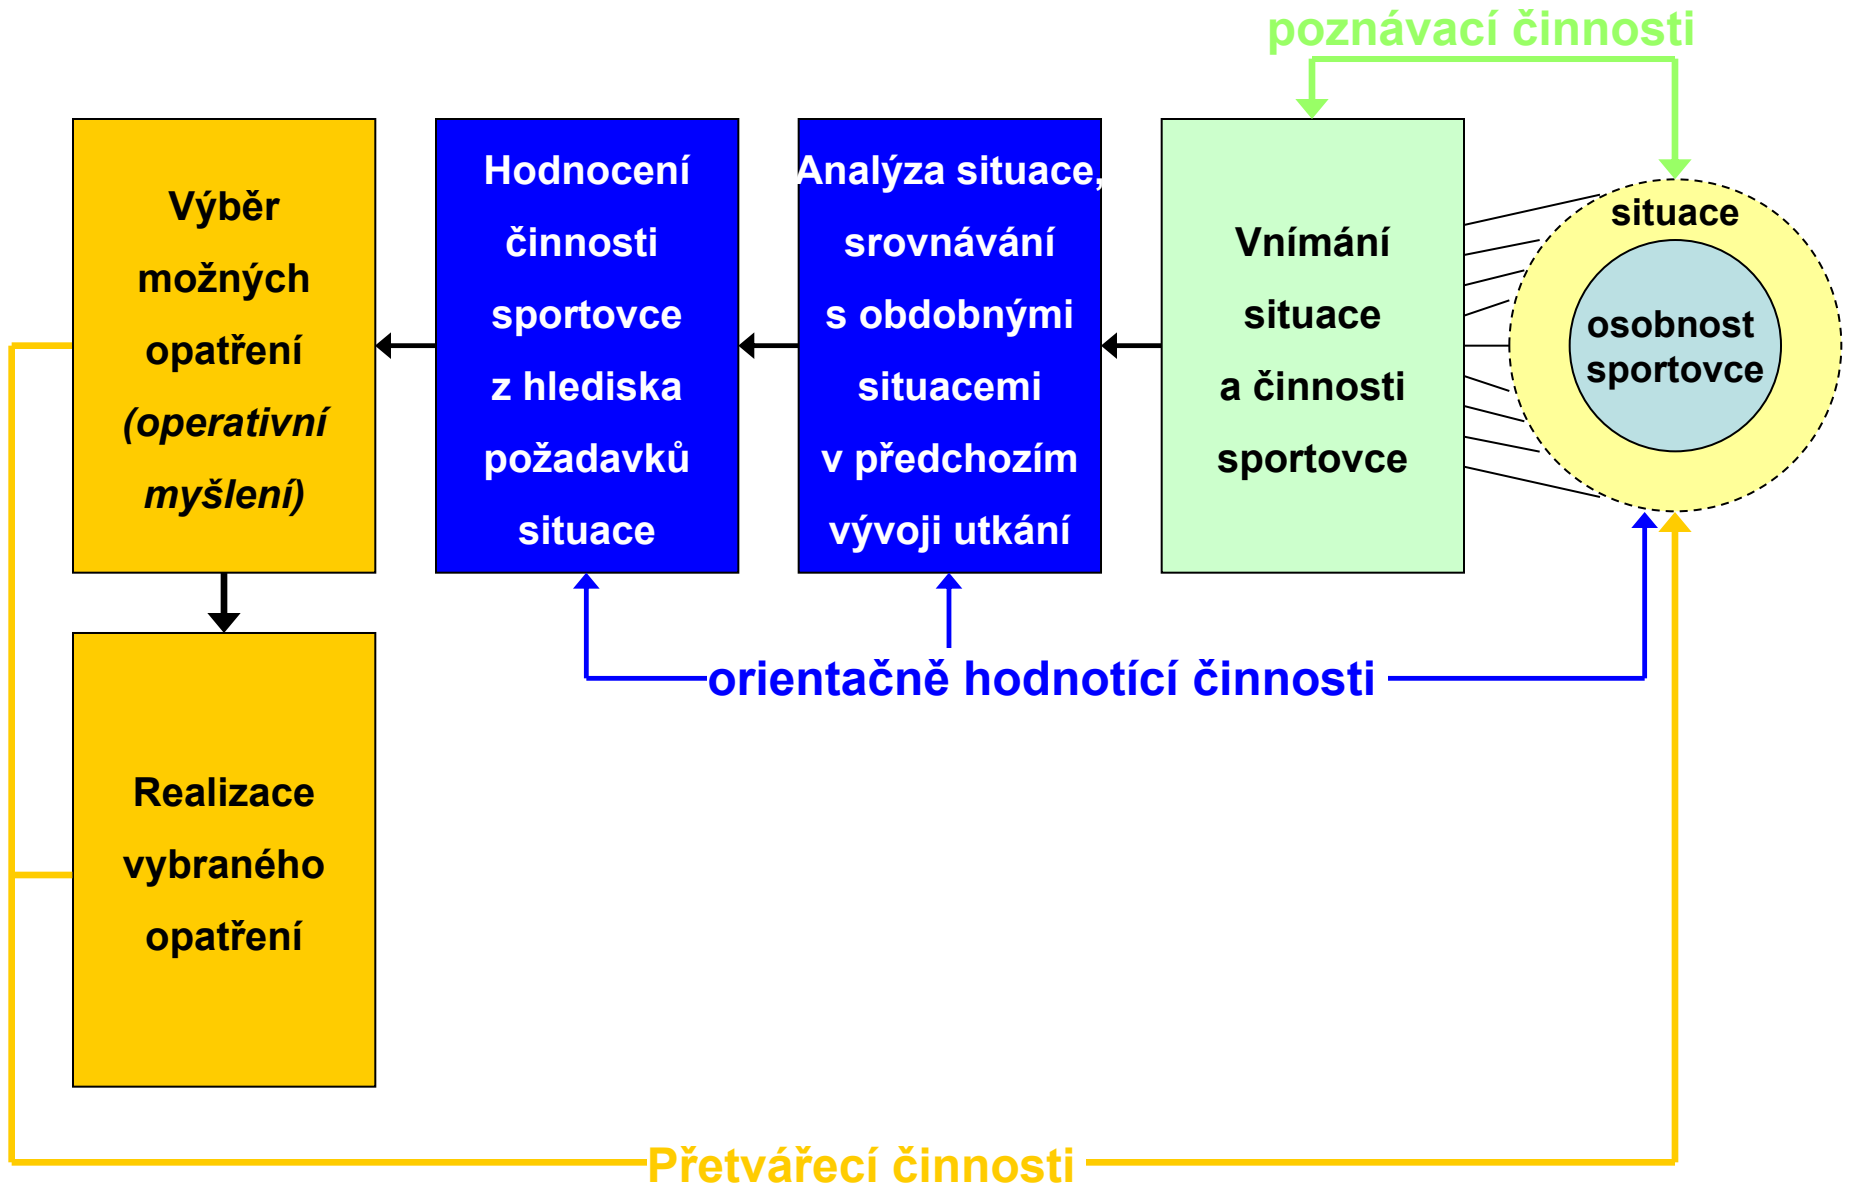 poznávací činnosti
Výběr
možných
opatření
(operativní
myšlení)
Hodnocení
činnosti
sportovce
z hlediska
požadavků
situace
Analýza situace,
srovnávání
s obdobnými
situacemi
v předchozím
vývoji utkání
Vnímání
situace
a činnosti
sportovce
situace
osobnost
sportovce
orientačně hodnotící činnosti
Realizace
vybraného
opatření
Přetvářecí činnosti